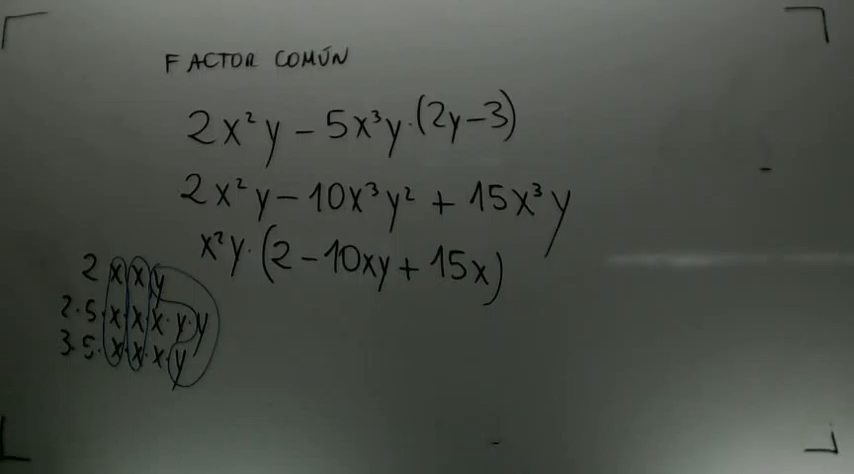 FACTOR COMÚN
2x²y - 5x³y·(2y-3)
2x²y - 10x³y² + 15x³y
x²y·(2 - 10xy + 15x)
2 x x y
2·5·x·x·x·y·y
3·5·x·x·x·y